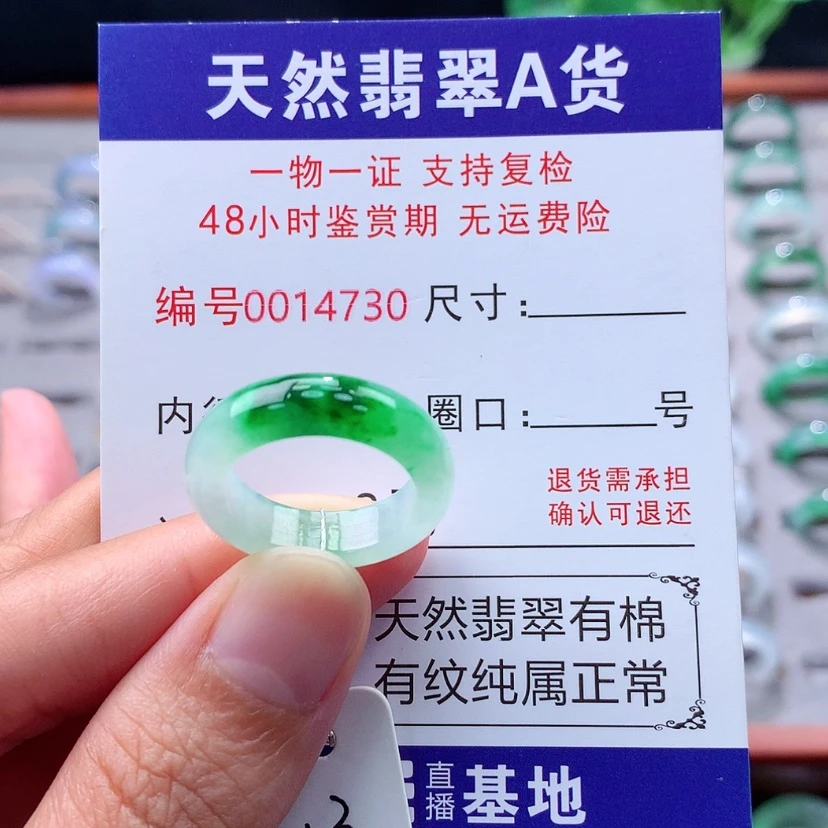 天然翡翠A货
一物一证 支持复检
48小时鉴赏期 无运费险
编号0014730 尺寸:
内 圈口: 号
退货需承担
确认可退还
天然翡翠有棉
有纹纯属正常
直播基地